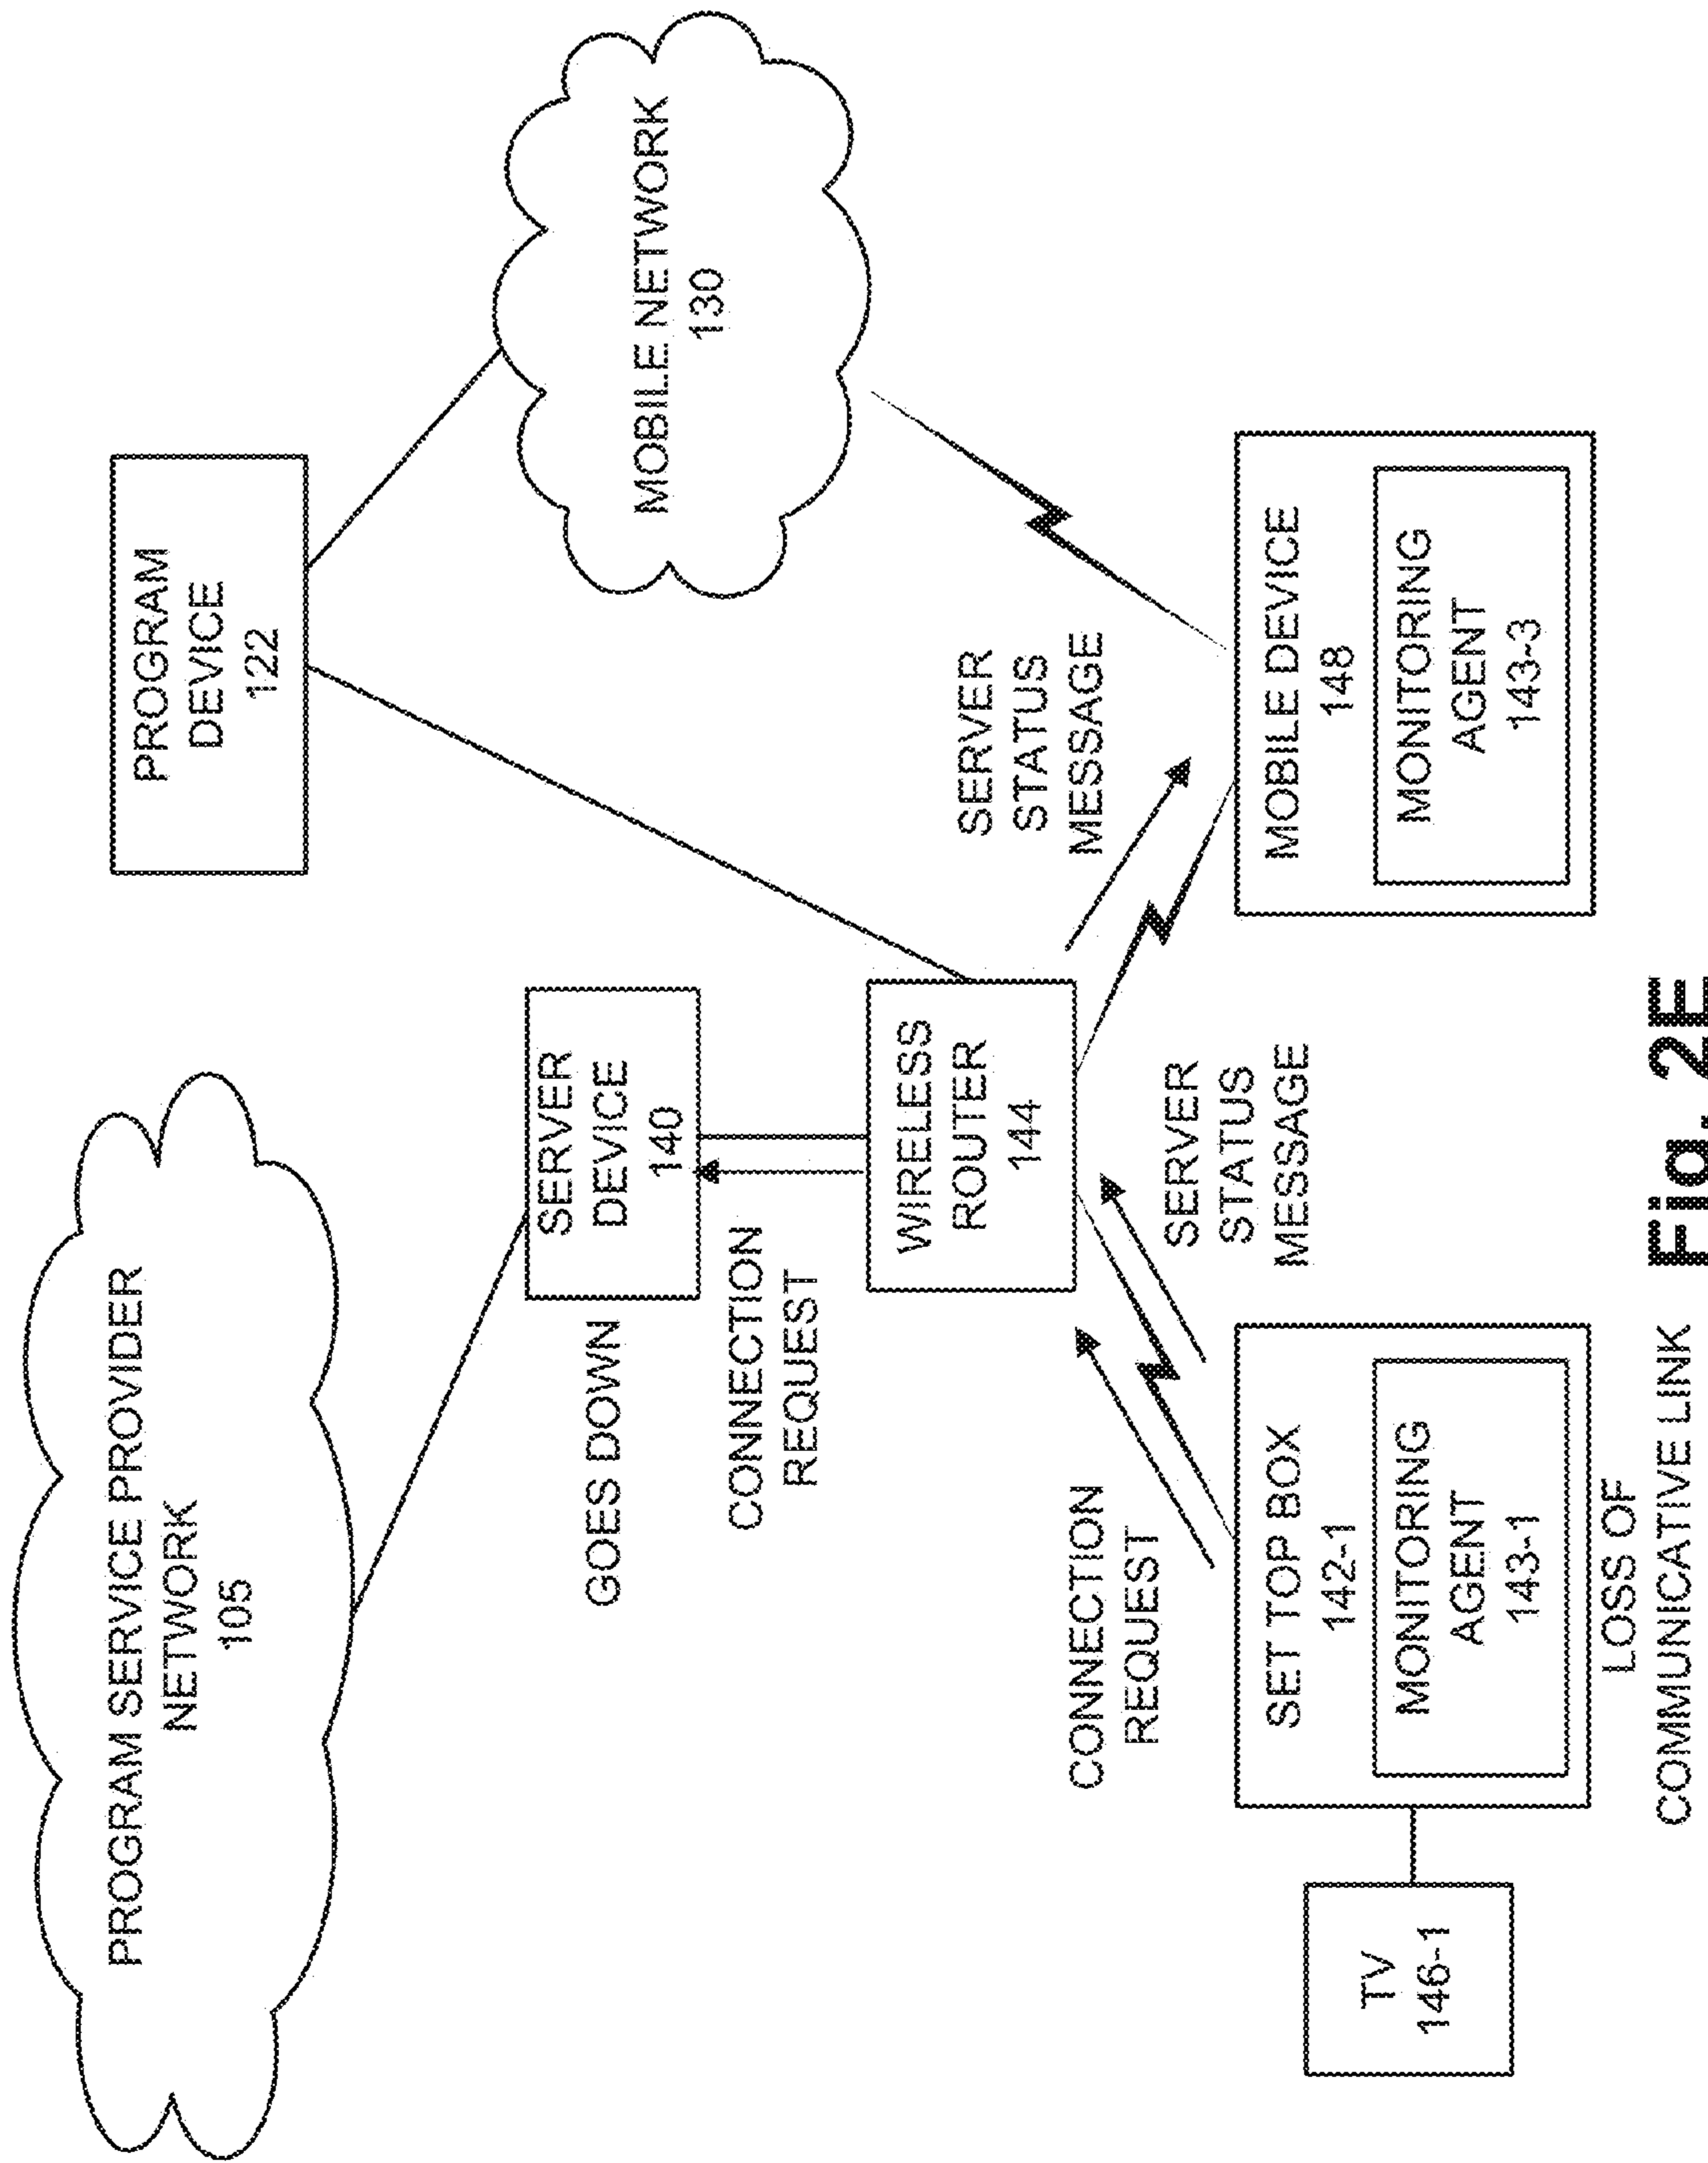 PROGRAM SERVICE PROVIDER
NETWORK
105
PROGRAM
DEVICE
122
MOBILE NETWORK
130
SERVER
DEVICE
140
GOES DOWN
CONNECTION
REQUEST
WIRELESS
ROUTER
144
SERVER
STATUS
MESSAGE
CONNECTION
REQUEST
SERVER
STATUS
MESSAGE
TV
146-1
SET TOP BOX
142-1
MONITORING
AGENT
143-1
MOBILE DEVICE
148
MONITORING
AGENT
143-3
LOSS OF
COMMUNICATIVE LINK
Fig. 2E